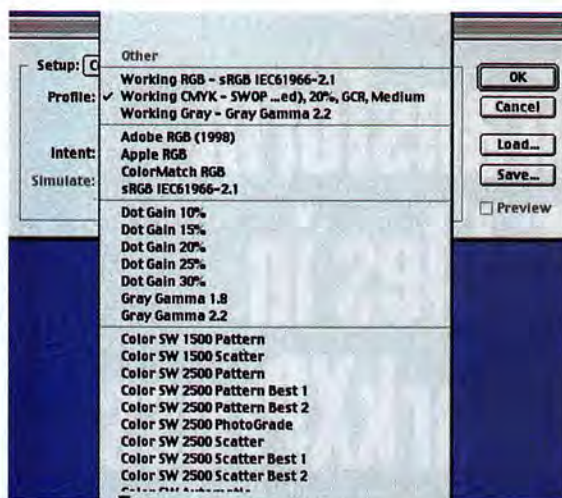 Other
Setup:
Working RGB - sRGB IEC61966-2.1
Profile: ✓ Working CMYK - SWOP ...ed), 20%, GCR, Medium
Working Gray - Gray Gamma 2.2
Adobe RGB (1998)
Intent: Apple RGB
ColorMatch RGB
Simulate: sRGB IEC61966-2.1
Dot Gain 10%
Dot Gain 15%
Dot Gain 20%
Dot Gain 25%
Dot Gain 30%
Gray Gamma 1.8
Gray Gamma 2.2
Color SW 1500 Pattern
Color SW 1500 Scatter
Color SW 2500 Pattern
Color SW 2500 Pattern Best 1
Color SW 2500 Pattern Best 2
Color SW 2500 PhotoGrade
Color SW 2500 Scatter
Color SW 2500 Scatter Best 1
Color SW 2500 Scatter Best 2
OK
Cancel
Load...
Save...
Preview